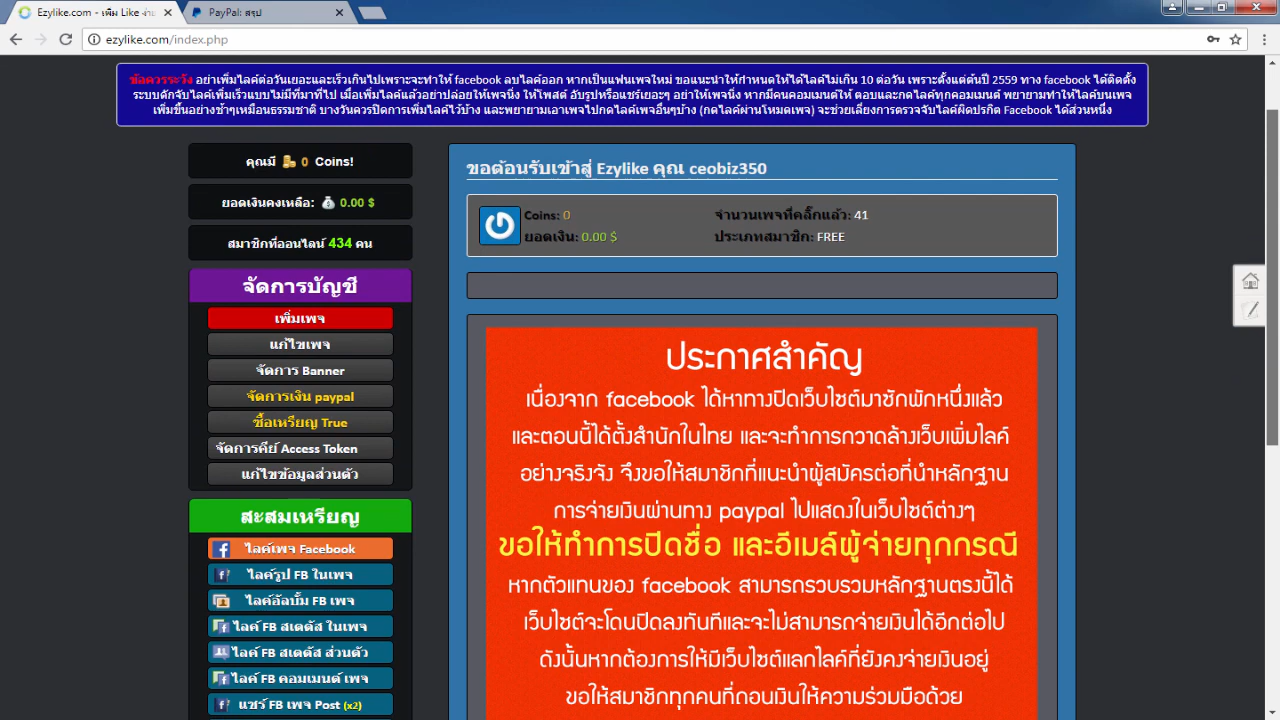 Ezylike.com - เพิ่ม Like ง่าย
PayPal: สรุป
ezylike.com/index.php
ข้อควรระวัง อย่าเพิ่มไลค์ต่อวันเยอะและเร็วเกินไปเพราะจะทำให้ facebook ลบไลค์ออก หากเป็นแฟนเพจใหม่ ขอแนะนำให้กำหนดให้ได้ไลค์ไม่เกิน 10 ต่อวัน เพราะตั้งแต่ต้นปี 2559 ทาง facebook ได้ติดตั้ง
ระบบดักจับไลค์เพิ่มเร็วแบบไม่มีที่มาที่ไป เมื่อเพิ่มไลค์แล้วอย่าปล่อยให้เพจนิ่ง ให้โพสต์ อัปรูปหรือแชร์เยอะๆ อย่าให้เพจนิ่ง หากมีคนคอมเมนต์ให้ ตอบและกดไลค์ทุกคอมเมนต์ พยายามทำให้ไลค์บนเพจ
เพิ่มขึ้นอย่างช้าๆเหมือนธรรมชาติ บางวันควรปิดการเพิ่มไลค์ไว้บ้าง และพยายามเอาเพจไปกดไลค์เพจอื่นๆบ้าง (กดไลค์ผ่านโหมดเพจ) จะช่วยเลี่ยงการตรวจจับไลค์ผิดปรกติ Facebook ได้ส่วนหนึ่ง
คุณมี 0 Coins!
ยอดเงินคงเหลือ: 0.00 $
สมาชิกที่ออนไลน์ 434 คน
จัดการบัญชี
เพิ่มเพจ
แก้ไขเพจ
จัดการ Banner
จัดการเงิน paypal
ซื้อเหรียญ True
จัดการคีย์ Access Token
แก้ไขข้อมูลส่วนตัว
สะสมเหรียญ
ไลค์เพจ Facebook
ไลค์รูป FB ในเพจ
ไลค์อัลบั้ม FB เพจ
ไลค์ FB สเตตัส ในเพจ
ไลค์ FB สเตตัส ส่วนตัว
ไลค์ FB คอมเมนต์ เพจ
แชร์ FB เพจ Post (x2)
ขอต้อนรับเข้าสู่ Ezylike คุณ ceobiz350
Coins: 0
จำนวนเพจที่คลิ๊กแล้ว: 41
ยอดเงิน: 0.00 $
ประเภทสมาชิก: FREE
ประกาศสำคัญ
เนื่องจาก facebook ได้หาทางปิดเว็บไซต์มาซักพักหนึ่งแล้ว
และตอนนี้ได้ตั้งสำนักในไทย และจะทำการกวาดล้างเว็บเพิ่มไลค์
อย่างจริงจัง จึงขอให้สมาชิกที่แนะนำผู้สมัครต่อที่นำหลักฐาน
การจ่ายเงินผ่านทาง paypal ไปแสดงในเว็บไซต์ต่างๆ
ขอให้ทำการปิดชื่อ และอีเมล์ผู้จ่ายทุกกรณี
หากตัวแทนของ facebook สามารถรวบรวมหลักฐานตรงนี้ได้
เว็บไซต์จะโดนปิดลงทันทีและจะไม่สามารถจ่ายเงินได้อีกต่อไป
ดังนั้นหากต้องการให้มีเว็บไซต์แลกไลค์ที่ยังคงจ่ายเงินอยู่
ขอให้สมาชิกทุกคนที่ถอนเงินให้ความร่วมมือด้วย